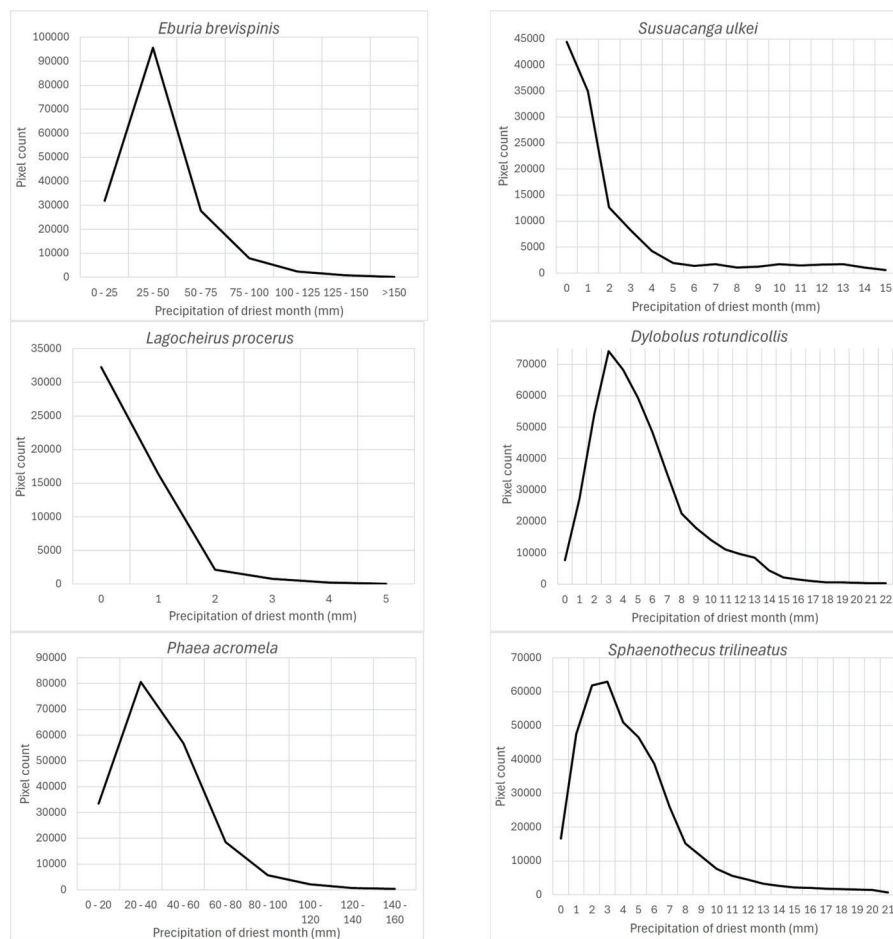 Eburia brevispinis
100000
90000
80000
70000
60000
50000
40000
30000
20000
10000
0
Pixel count
0 - 25 25 - 50 50 - 75 75 - 100 100 - 125 125 - 150 >150
Precipitation of driest month (mm)
Susuacanga ulkei
45000
40000
35000
30000
25000
20000
15000
10000
5000
0
Pixel count
0 1 2 3 4 5 6 7 8 9 10 11 12 13 14 15
Precipitation of driest month (mm)
Lagocheirus procerus
35000
30000
25000
20000
15000
10000
5000
0
Pixel count
0 1 2 3 4 5
Precipitation of driest month (mm)
Dylobolus rotundicollis
70000
60000
50000
40000
30000
20000
10000
0
Pixel count
0 1 2 3 4 5 6 7 8 9 10 11 12 13 14 15 16 17 18 19 20 21 22
Precipitation of driest month (mm)
Phaea acromela
90000
80000
70000
60000
50000
40000
30000
20000
10000
0
Pixel count
0 - 20 20 - 40 40 - 60 60 - 80 80 - 100 100 - 120 - 140 -
120 140 160
Precipitation of driest month (mm)
Sphaenothecus trilineatus
70000
60000
50000
40000
30000
20000
10000
0
Pixel count
0 1 2 3 4 5 6 7 8 9 10 11 12 13 14 15 16 17 18 19 20 21
Precipitation of driest month (mm)